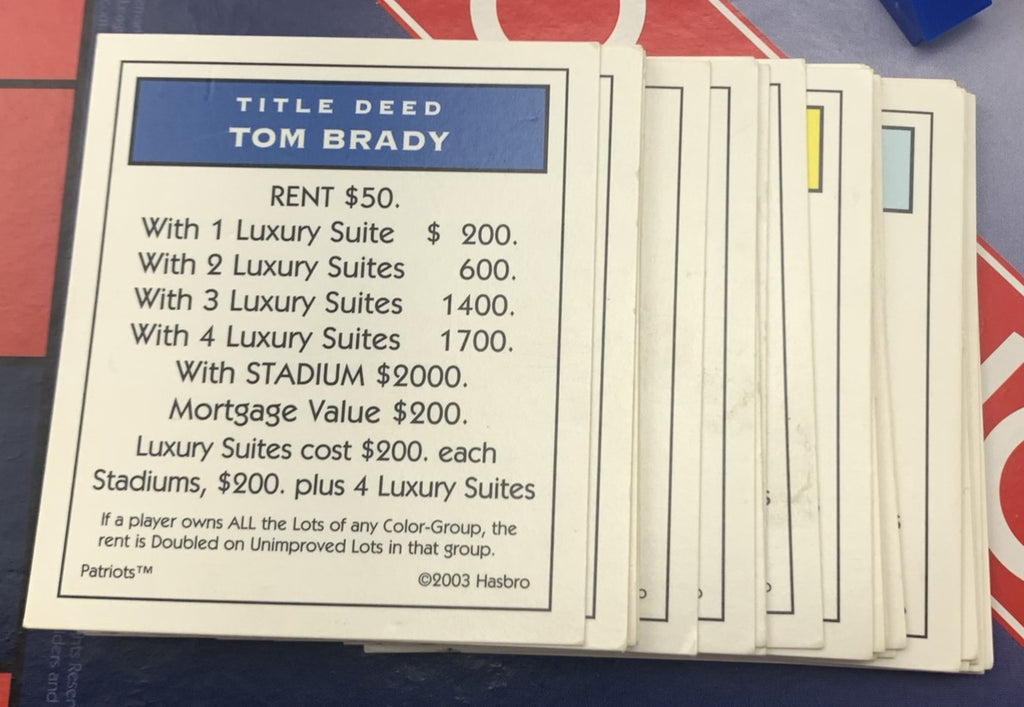 TITLE DEED
TOM BRADY
RENT $50.
With 1 Luxury Suite $ 200.
With 2 Luxury Suites 600.
With 3 Luxury Suites 1400.
With 4 Luxury Suites 1700.
With STADIUM $2000.
Mortgage Value $200.
Luxury Suites cost $200. each
Stadiums, $200. plus 4 Luxury Suites
If a player owns ALL the Lots of any Color-Group, the
rent is Doubled on Unimproved Lots in that group.
Patriots™ ©2003 Hasbro